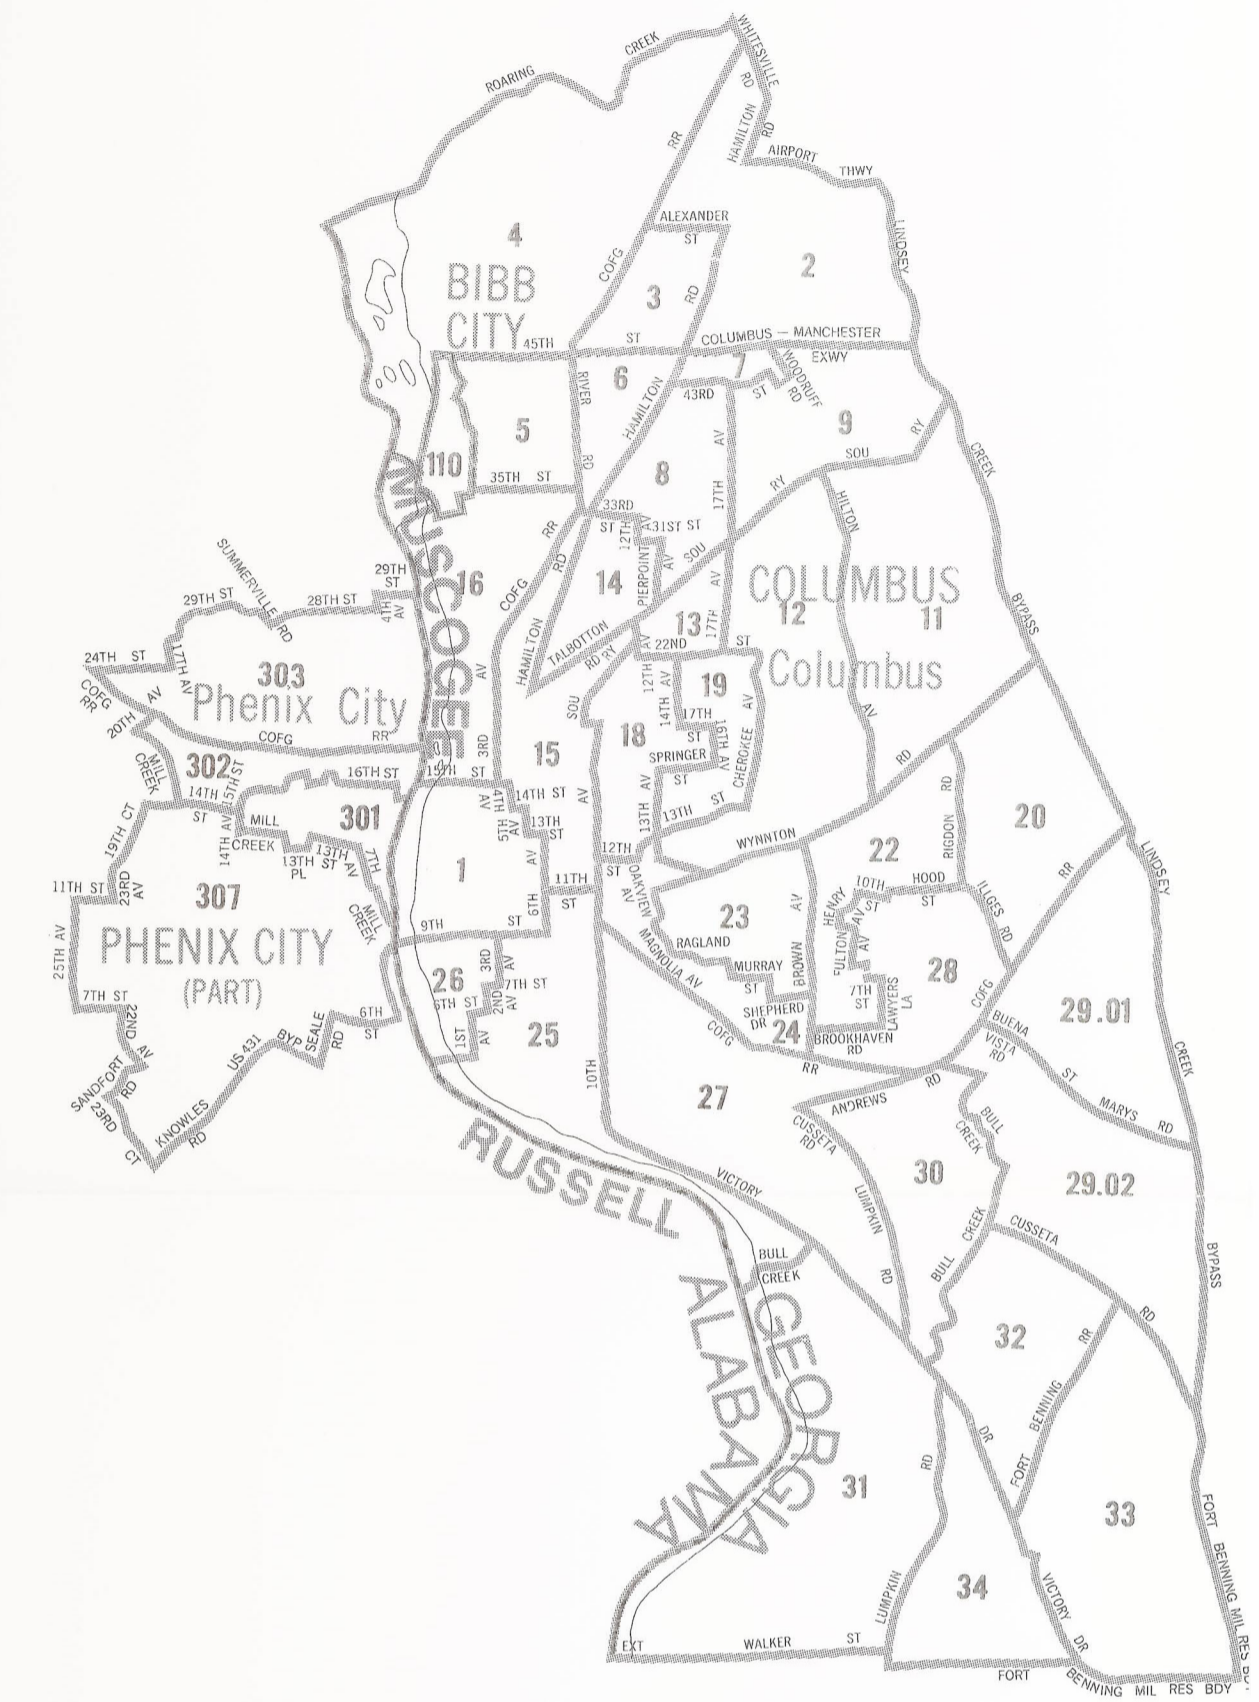 WHITESVILLE
RD
CREEK
ROARING
HAMILTON
RD
AIRPORT
THWY
RR
COFG
ALEXANDER
ST
LINDSEY
4
BIBB
CITY
3
RD
2
45TH
ST
COLUMBUS — MANCHESTER
EXWY
RIVER
RD
6
7
WOODRUFF
RD
43RD
ST
HAMILTON
9
5
110
8
AV
17TH
SOU
RY
CREEK
35TH ST
33RD
ST
12TH
AV
31ST ST
RY
SOU
HILTON
MUSCOGEE
RR
COFG
RD
HAMILTON
14
PIERPOINT
AV
AV
17TH
COLUMBUS
12
11
Columbus
BYPASS
16
29TH
ST
4TH
AV
SUMMERVILLE
RD
29TH ST
28TH ST
17TH AV
24TH ST
COFG
RR
303
Phenix City
20TH
AV
COFG
RR
13
TALBOTTON
RD
RY
SOU
22ND
ST
12TH
AV
14TH
AV
19
17TH
ST
16TH AV
SPRINGER
ST
CHEROKEE
AV
AV
3RD
15
18
AV
13TH
AV
13TH
ST
MILL
CREEK
302
14TH
ST
15TH ST
16TH ST
15TH ST
4TH
AV
14TH ST
5TH
AV
13TH
ST
AV
301
MILL
CREEK
14TH AV
13TH
PL
13TH
ST
AV
7TH
19TH CT
12TH
ST
WYNNTON
RD
RIGDON
RD
20
22
10TH
ST
HOOD
ST
ILLGES
RD
11TH ST
23RD
AV
307
1
11TH
ST
6TH
OAKVIEW
AV
23
BROWN
AV
HENRY
AV
FULTON
AV
RR
COFG
LINDSEY
MILL
CREEK
9TH
ST
PHENIX CITY
(PART)
25TH AV
RAGLAND
MAGNOLIA AV
MURRAY
ST
SHEPHERD
DR
24
7TH
ST
LAWYERS
LA
BROOKHAVEN
RD
28
29.01
26
3RD
AV
7TH ST
6TH ST
2ND
AV
1ST
AV
25
10TH
COFG
RR
BUENA
VISTA
RD
ST
MARYS
RD
CREEK
7TH ST
22ND
AV
6TH
ST
SEALE
RD
US 431
BYP
SANDFORT
RD
23RD
CT
KNOWLES
RD
27
ANDREWS
RD
CUSSETA
RD
BULL
CREEK
30
29.02
RUSSELL
VICTORY
LUMPKIN
RD
BULL
CREEK
CUSSETA
RD
BYPASS
BULL
CREEK
ALABAMA
GEORGIA
32
RR
BENNING
FORT
DR
RD
31
33
LUMPKIN
34
VICTORY
DR
FORT
BENNING MIL RES
EXT
WALKER
ST
FORT
BENNING MIL RES BDY